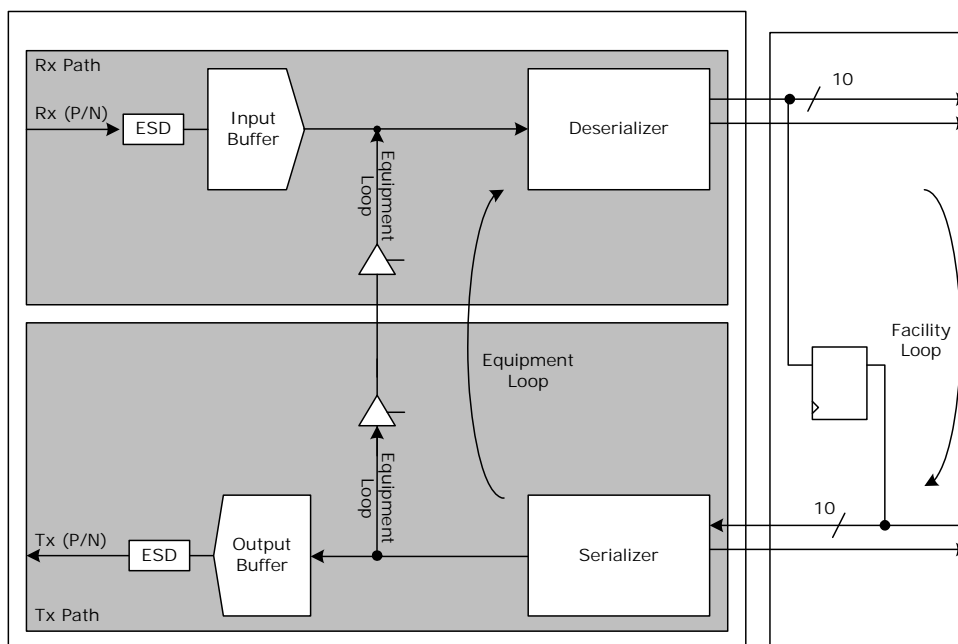 Rx Path
10
Rx (P/N)
ESD
Input
Buffer
Deserializer
Equipment
Loop
Equipment
Loop
Facility
Loop
Equipment
Loop
10
Tx (P/N)
ESD
Output
Buffer
Serializer
Tx Path